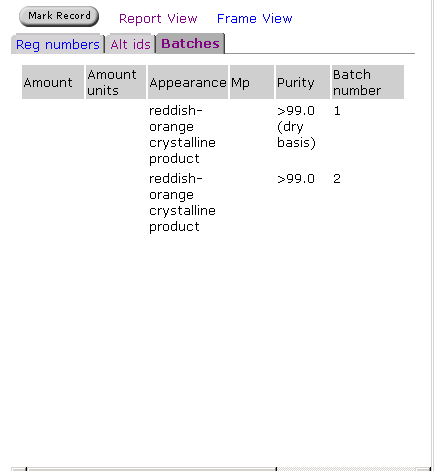 Mark Record Report View Frame View
Reg numbers Alt ids Batches
Amount Amount units Appearance Mp Purity Batch number
reddish-orange crystalline product >99.0 (dry basis) 1
reddish-orange crystalline product >99.0 2